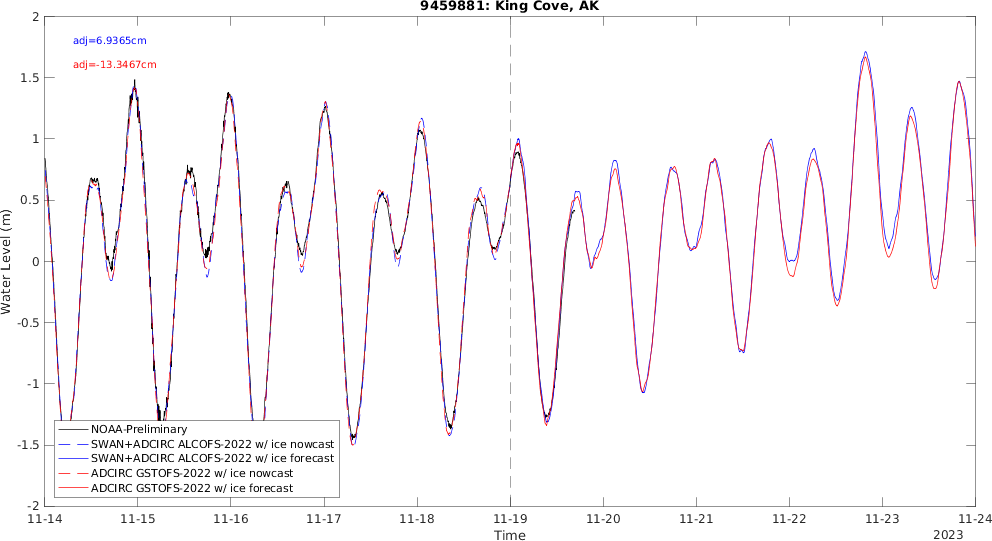 9459881: King Cove, AK
adj=6.9365cm
adj=-13.3467cm
2
1.5
1
0.5
0
-0.5
-1
-1.5
-2
Water Level (m)
NOAA-Preliminary
SWAN+ADCIRC ALCOFS-2022 w/ ice nowcast
SWAN+ADCIRC ALCOFS-2022 w/ ice forecast
ADCIRC GSTOFS-2022 w/ ice nowcast
ADCIRC GSTOFS-2022 w/ ice forecast
11-14 11-15 11-16 11-17 11-18 11-19 11-20 11-21 11-22 11-23 11-24
Time
2023